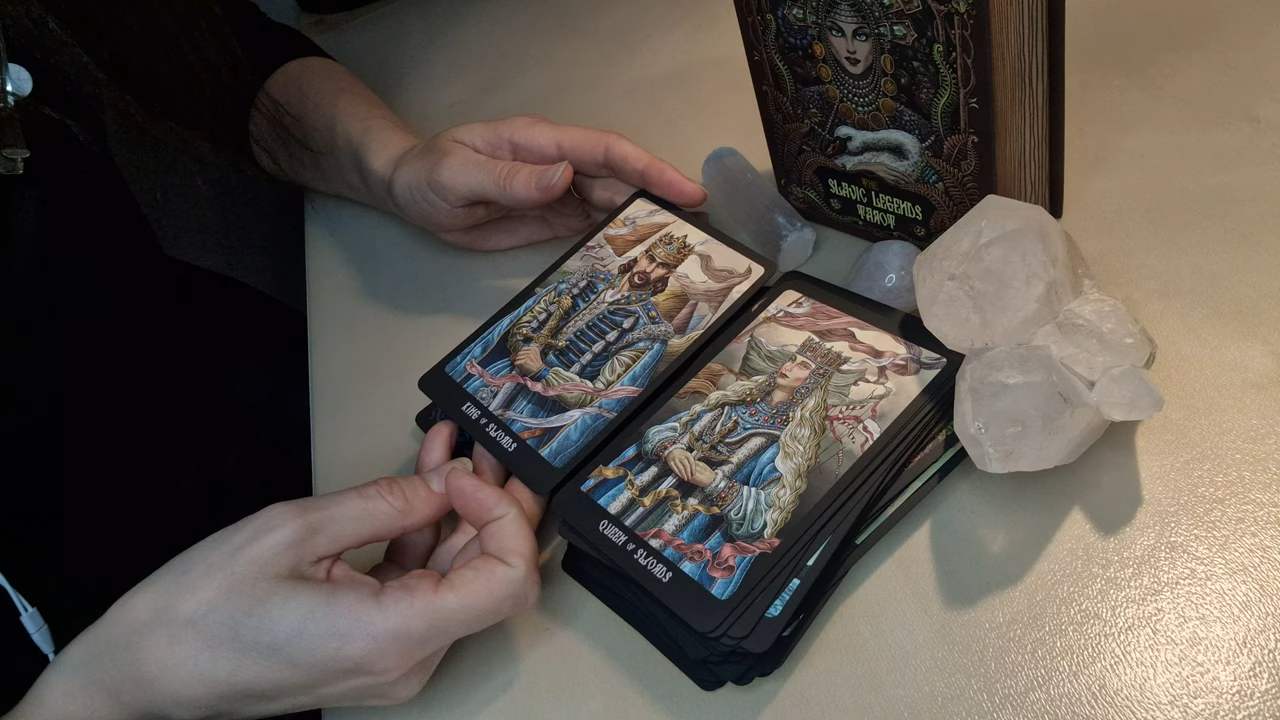 THE
SLAVIC LEGENDS
TAROT
KING OF SWORDS
QUEEN OF SWORDS